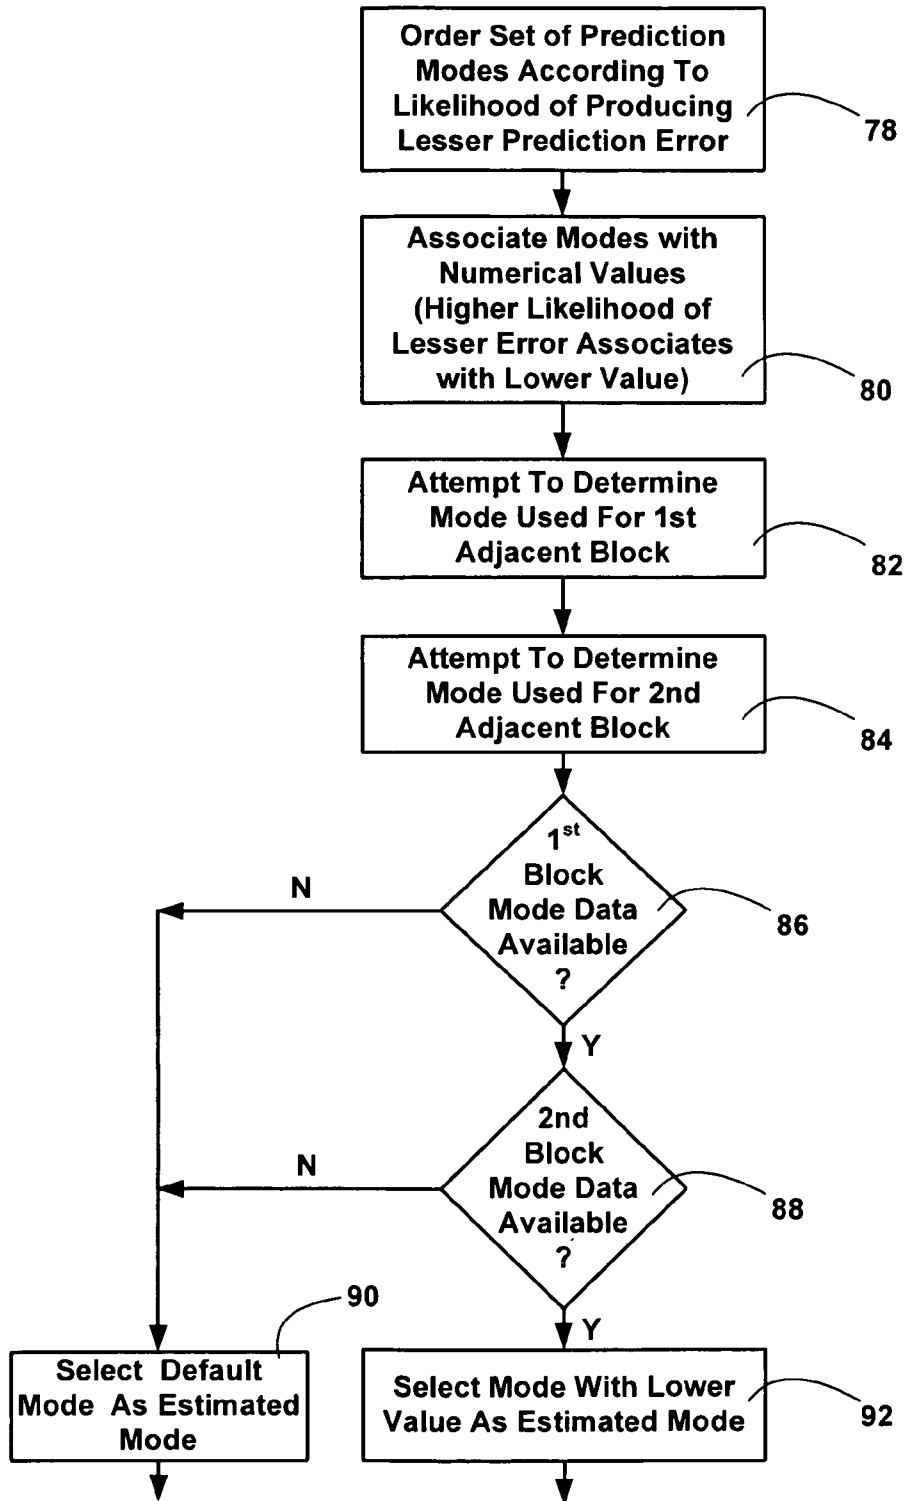 Order Set of Prediction
Modes According To
Likelihood of Producing
Lesser Prediction Error
78
Associate Modes with
Numerical Values
(Higher Likelihood of
Lesser Error Associates
with Lower Value)
80
Attempt To Determine
Mode Used For 1st
Adjacent Block
82
Attempt To Determine
Mode Used For 2nd
Adjacent Block
84
1st
Block
Mode Data
Available
?
86
N
Y
2nd
Block
Mode Data
Available
?
88
N
Y
90
Select Default
Mode As Estimated
Mode
Select Mode With Lower
Value As Estimated Mode
92